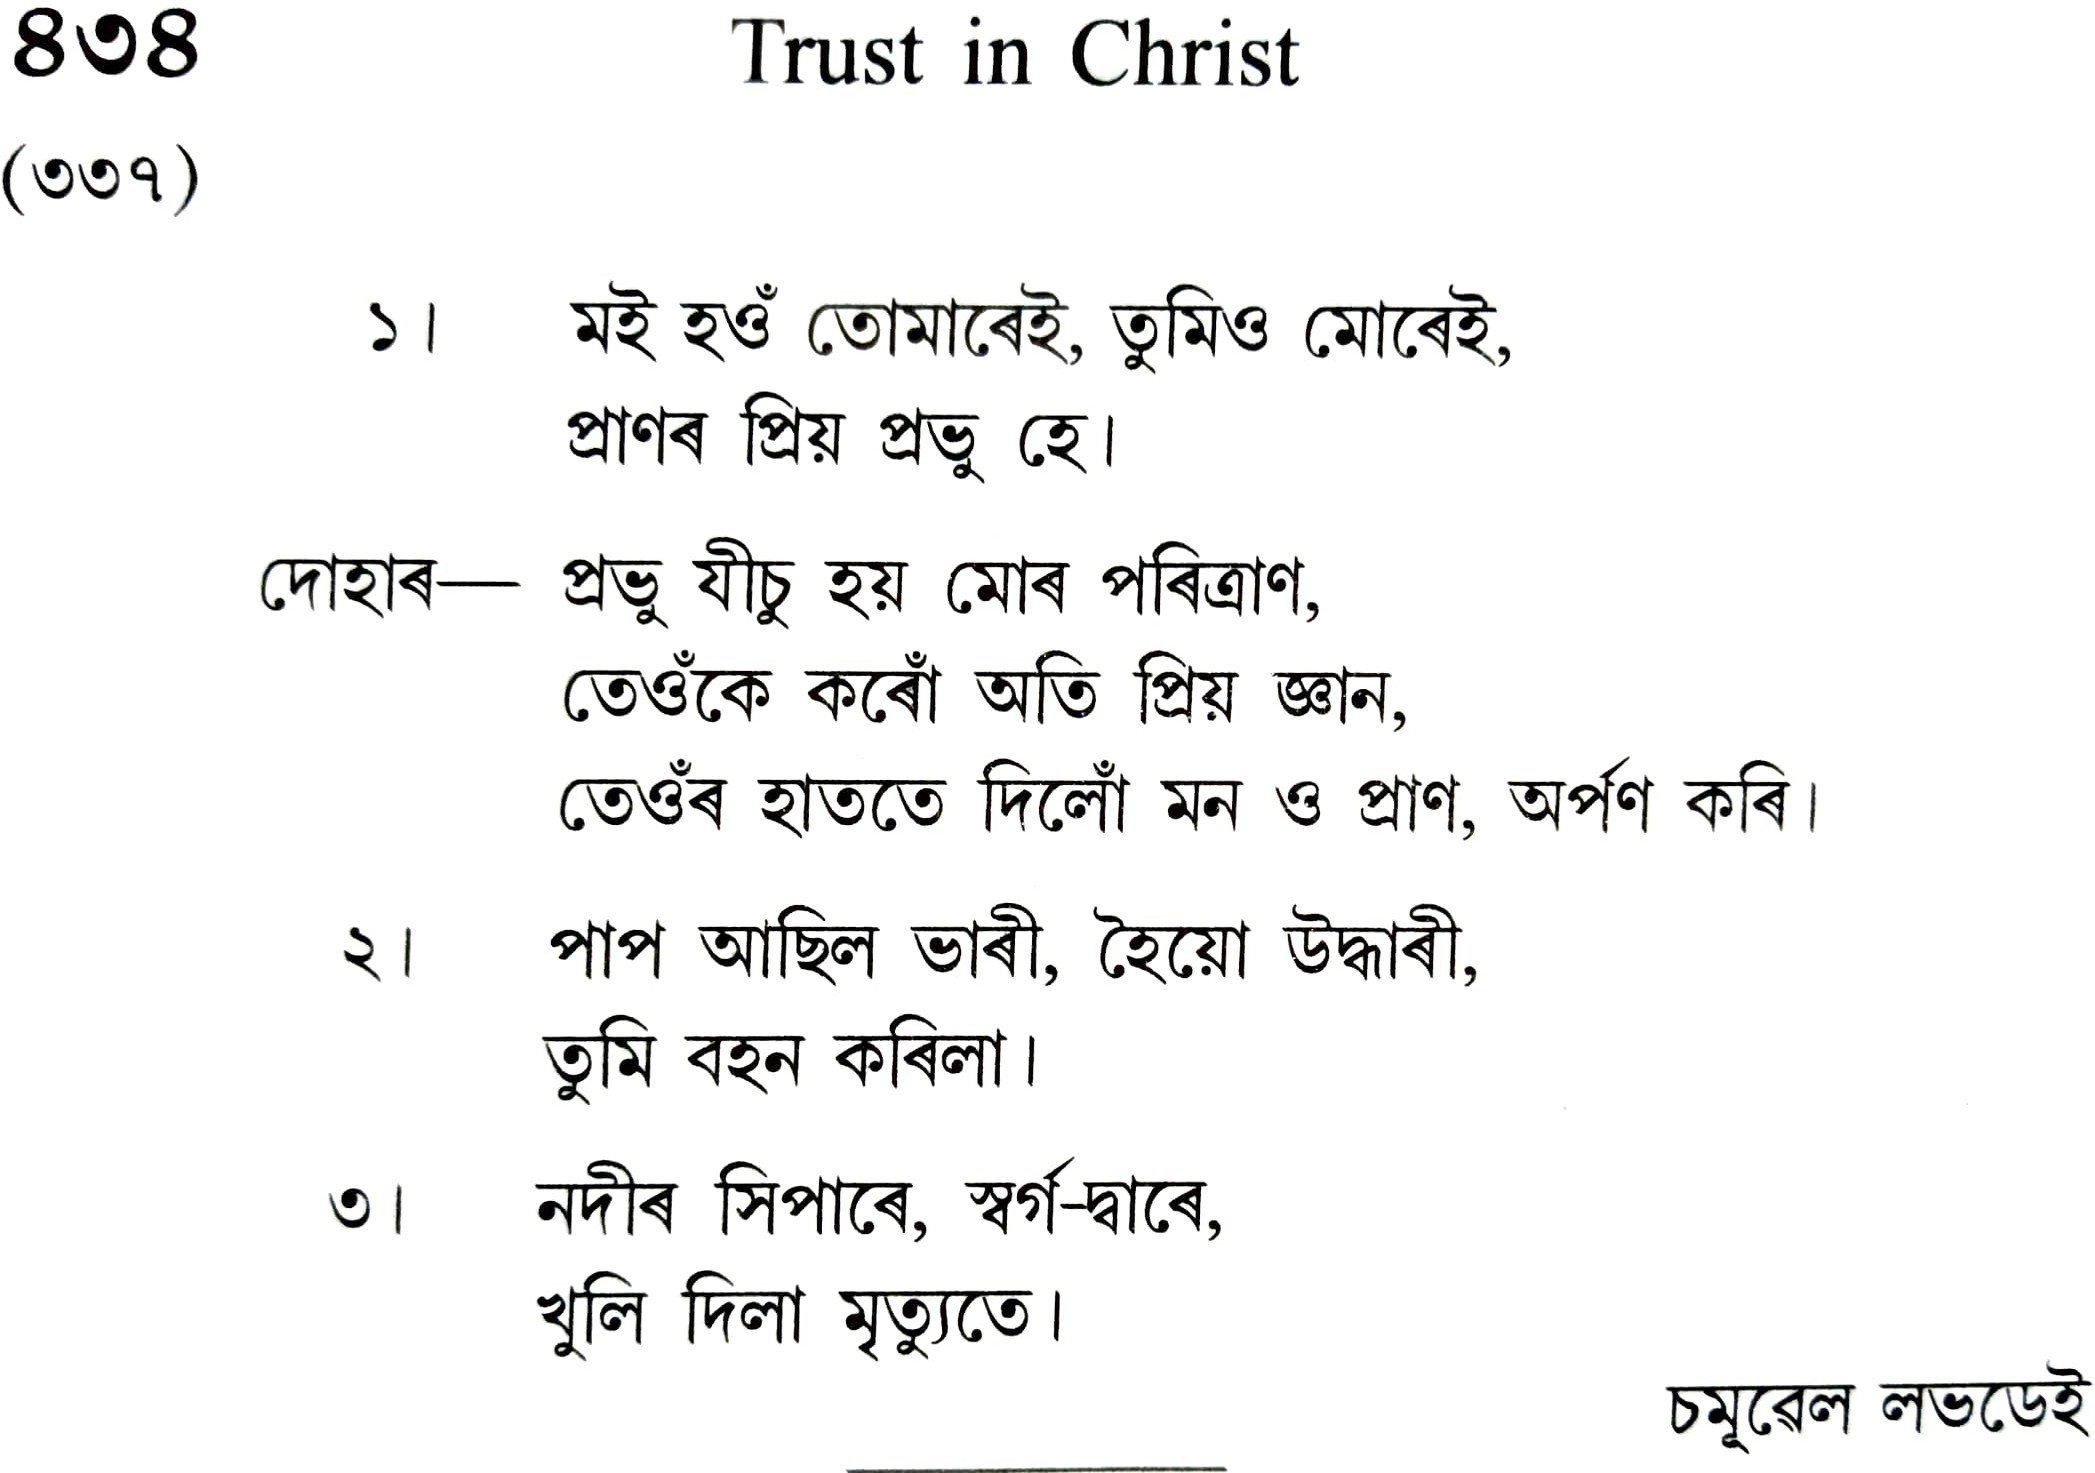 ৪৩৪ Trust in Christ
(৩৩৭)
১। মই হওঁ তোমাৰেই, তুমিও মোৰেই,
প্ৰাণৰ প্ৰিয় প্ৰভু হে।
দোহাৰ— প্ৰভু যীচু হয় মোৰ পৰিত্ৰাণ,
তেওঁকে কৰোঁ অতি প্ৰিয় জ্ঞান,
তেওঁৰ হাততে দিলোঁ মন ও প্ৰাণ, অৰ্পণ কৰি।
২। পাপ আছিল ভাৰী, হৈয়ো উদ্ধাৰী,
তুমি বহন কৰিলা।
৩। নদীৰ সিপাৰে, স্বৰ্গ-দ্বাৰে,
খুলি দিলা মৃত্যুতে।
চমূৱেল লভডেই